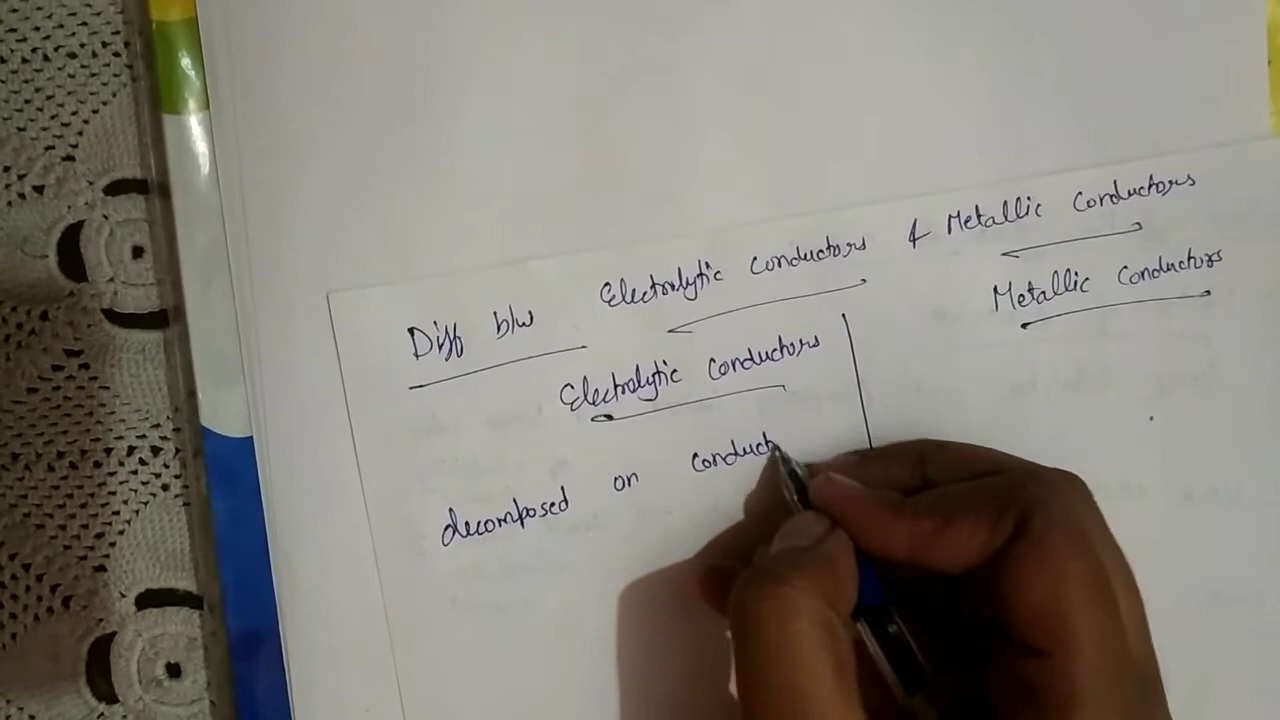 Diff b/w Electrolytic conductors & Metallic conductors
Electrolytic conductors
Metallic conductors
decomposed on conduct